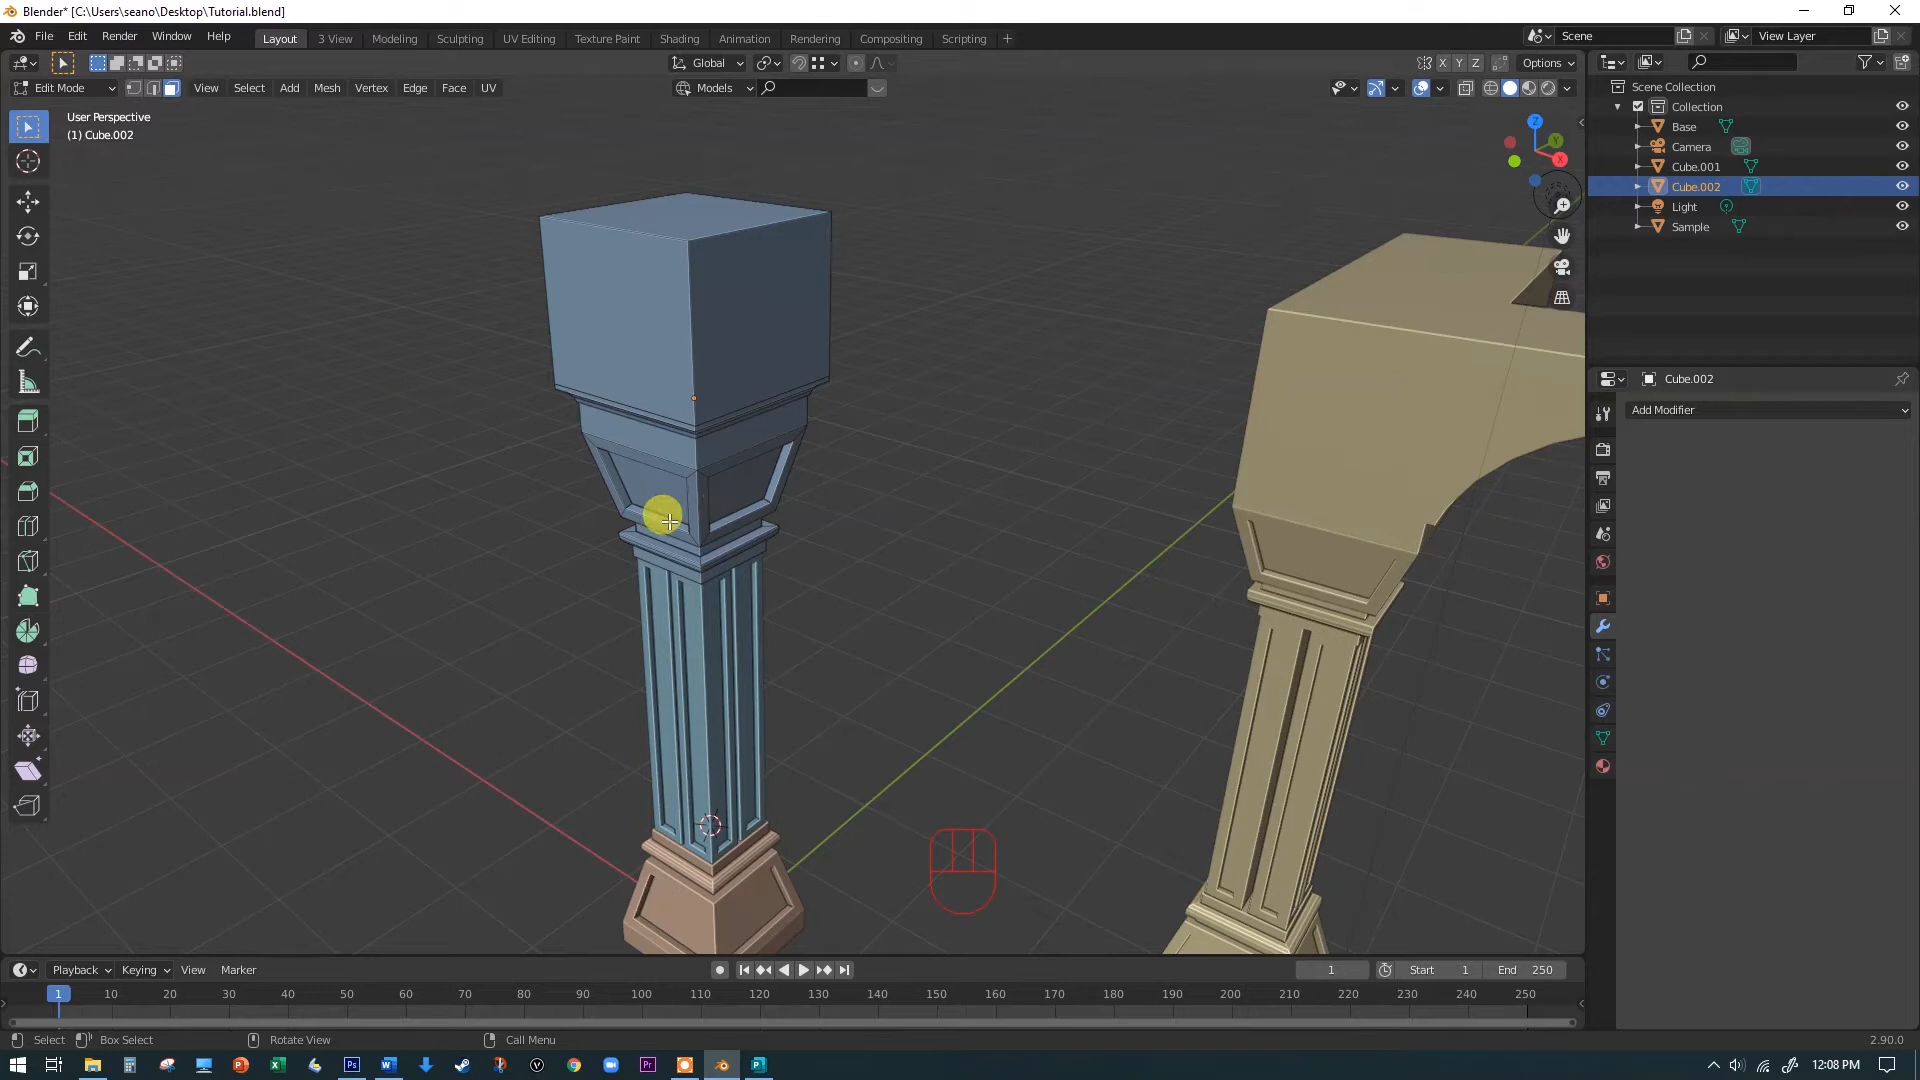 Blender* [C:\Users\seano\Desktop\Tutorial.blend]
File Edit Render Window Help Layout 3 View Modeling Sculpting UV Editing Texture Paint Shading Animation Rendering Compositing Scripting + Scene View Layer
Global X Y Z Options
Edit Mode View Select Add Mesh Vertex Edge Face UV Models
User Perspective
(1) Cube.002
Scene Collection
Collection
Base
Camera
Cube.001
Cube.002
Light
Sample
Z
Y
X
Cube.002
Add Modifier
Playback Keying View Marker 1 Start 1 End 250
1 10 20 30 40 50 60 70 80 90 100 110 120 130 140 150 160 170 180 190 200 210 220 230 240 250
Select Box Select Rotate View Call Menu 2.90.0
12:08 PM